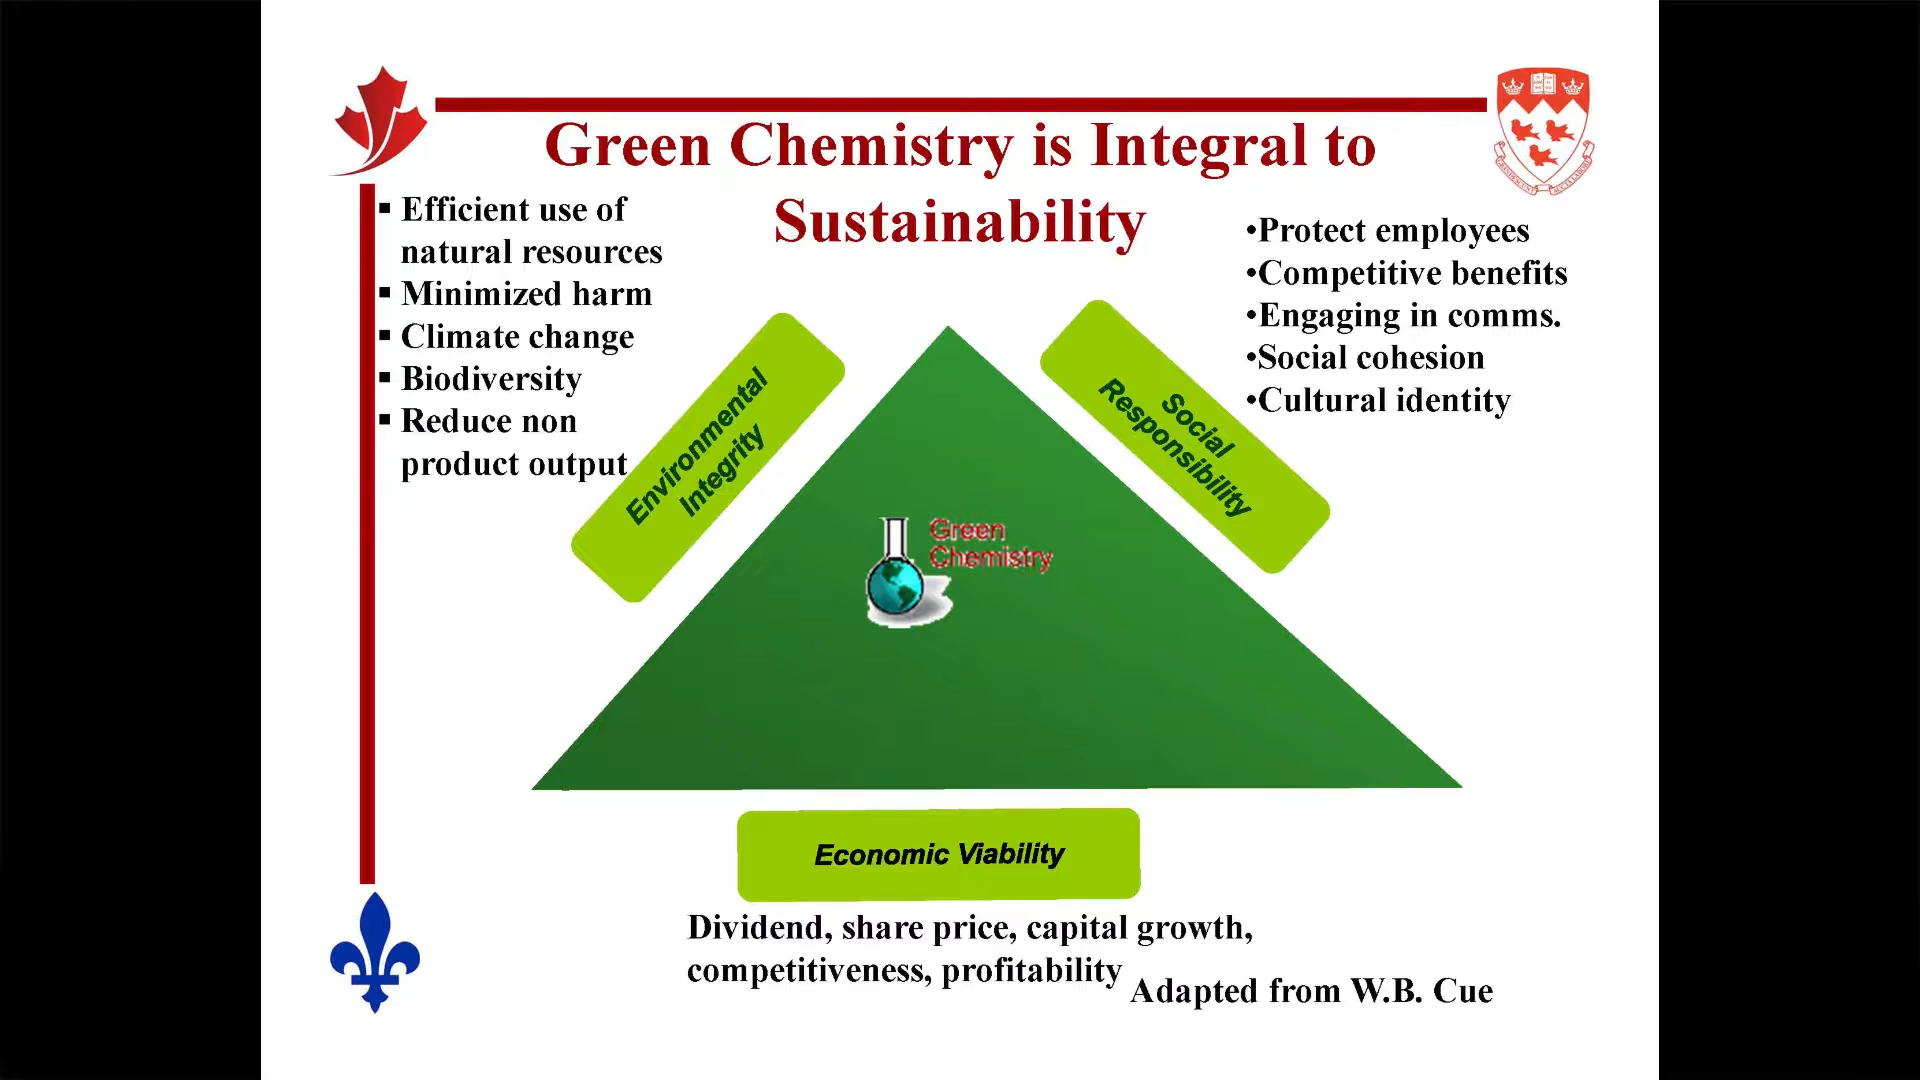 Green Chemistry is Integral to
Sustainability
▪ Efficient use of
natural resources
▪ Minimized harm
▪ Climate change
▪ Biodiversity
▪ Reduce non
product output
•Protect employees
•Competitive benefits
•Engaging in comms.
•Social cohesion
•Cultural identity
Environmental
Integrity
Social
Responsibility
Green
Chemistry
Economic Viability
Dividend, share price, capital growth,
competitiveness, profitability
Adapted from W.B. Cue